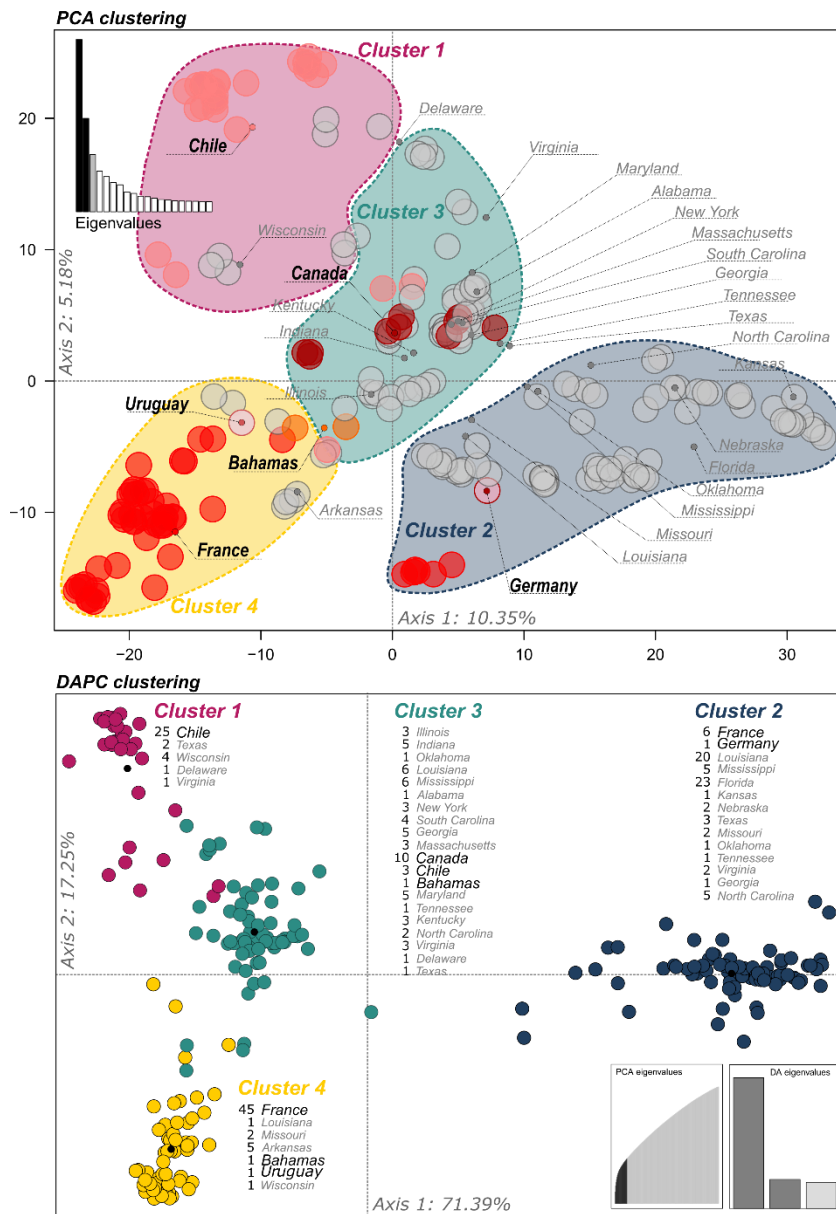 PCA clustering
Cluster 1
20
Delaware
Virginia
Chile
Maryland
Alabama
Cluster 3
New York
Eigenvalues
Wisconsin
Massachusetts
10
Canada
South Carolina
Georgia
Kentucky
Tennessee
Indiana
Texas
North Carolina
Axis 2: 5.18%
Kansas
0
Illinois
Uruguay
Nebraska
Bahamas
Florida
Oklahoma
−10
Arkansas
Mississippi
Cluster 2
Missouri
France
Louisiana
Germany
Cluster 4
Axis 1: 10.35%
−20
−10
0
10
20
30
DAPC clustering
Cluster 1
25 Chile
2 Texas
4 Wisconsin
1 Delaware
1 Virginia
Cluster 3
3 Illinois
5 Indiana
1 Oklahoma
6 Louisiana
6 Mississippi
1 Alabama
3 New York
4 South Carolina
5 Georgia
3 Massachusetts
10 Canada
3 Chile
1 Bahamas
5 Maryland
1 Tennessee
3 Kentucky
2 North Carolina
3 Virginia
1 Delaware
1 Texas
Cluster 2
6 France
1 Germany
20 Louisiana
5 Mississippi
23 Florida
1 Kansas
2 Nebraska
3 Texas
2 Missouri
1 Oklahoma
1 Tennessee
2 Virginia
1 Georgia
5 North Carolina
Axis 2: 17.25%
Cluster 4
45 France
1 Louisiana
2 Missouri
5 Arkansas
1 Bahamas
1 Uruguay
1 Wisconsin
Axis 1: 71.39%
PCA eigenvalues
DA eigenvalues